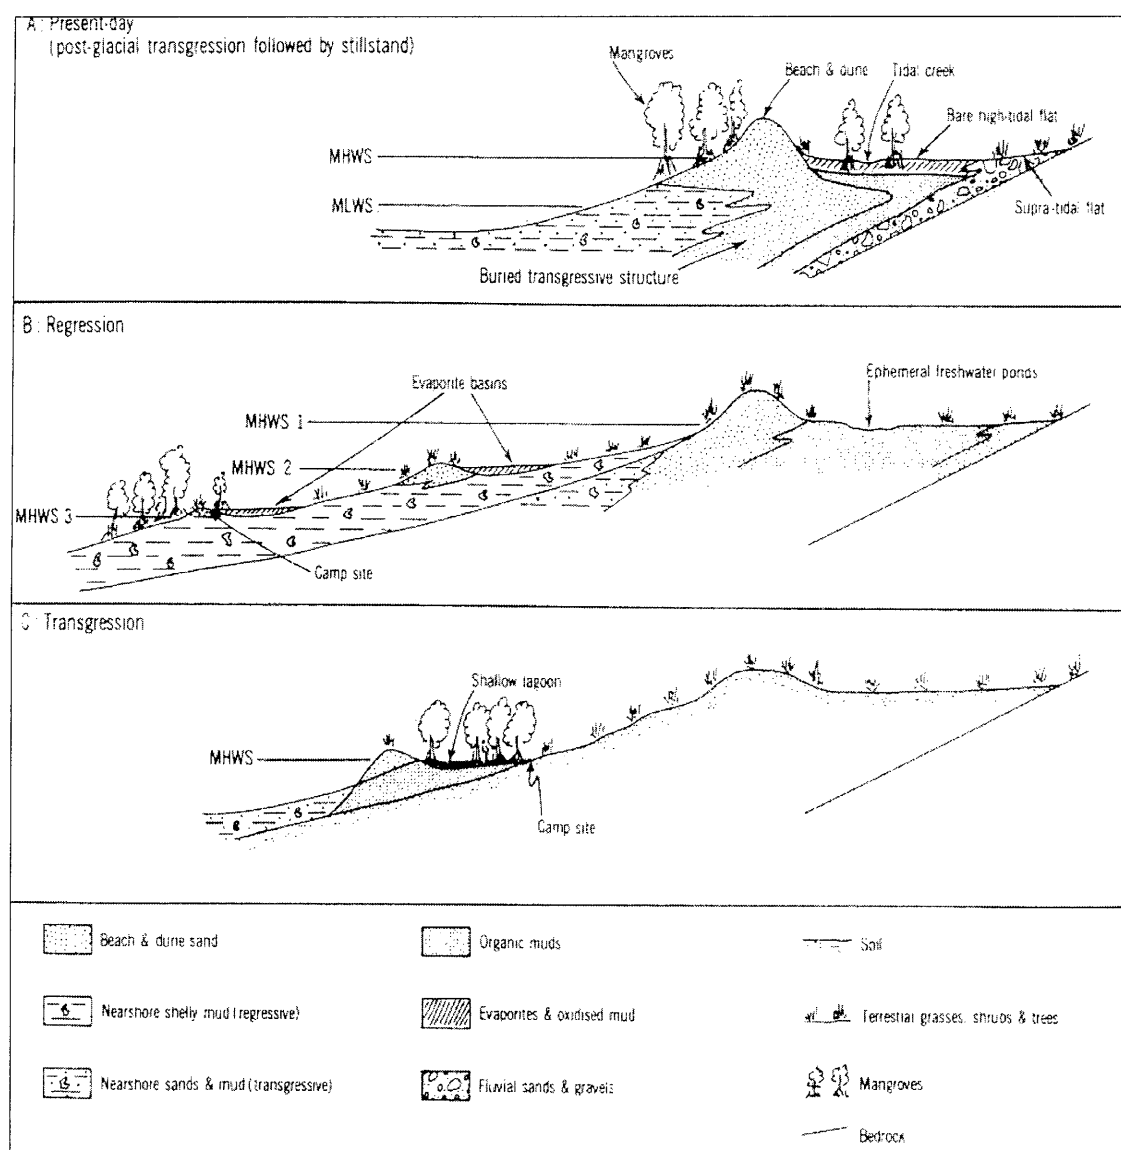 A: Present-day
(post-glacial transgression followed by stillstand)
Mangroves
Beach & dune
Tidal creek
Bare high-tidal flat
MHWS
MLWS
Supra-tidal flat
Buried transgressive structure
B: Regression
Evaporite basins
Ephemeral freshwater ponds
MHWS 1
MHWS 2
MHWS 3
Camp site
C: Transgression
Shallow lagoon
MHWS
Camp site
Beach & dune sand
Organic muds
Soil
Nearshore shelly mud (regressive)
Evaporites & oxidised mud
Terrestrial grasses, shrubs & trees
Nearshore sands & mud (transgressive)
Fluvial sands & gravels
Mangroves
Bedrock